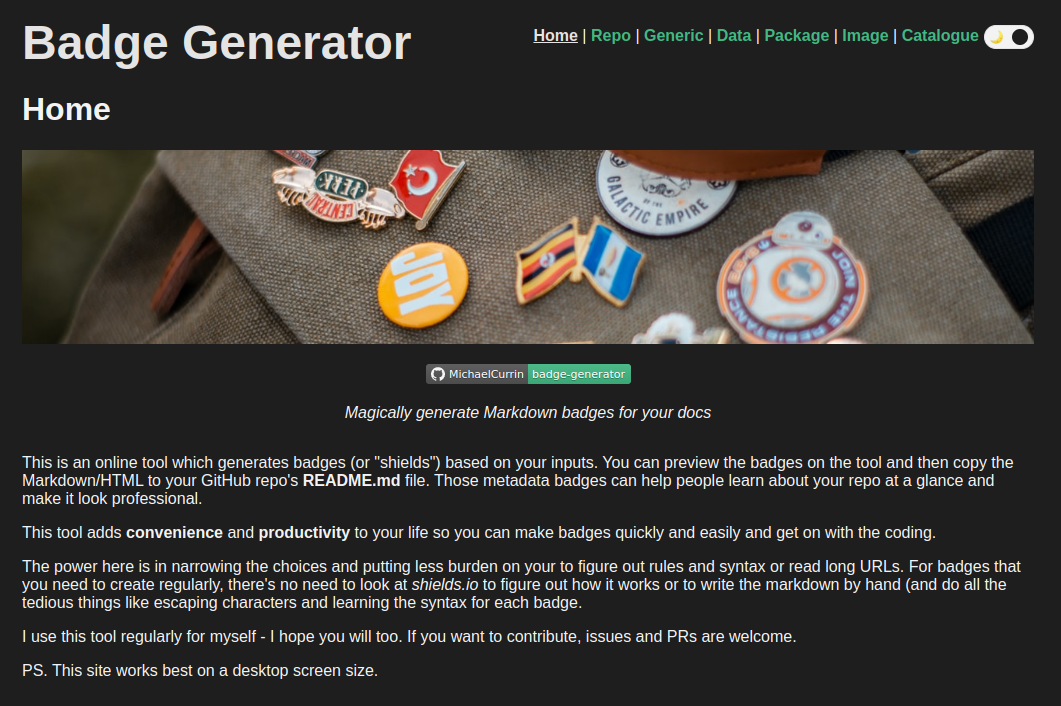 Badge Generator
Home | Repo | Generic | Data | Package | Image | Catalogue
Home
CENTRAL PERK
GALACTIC EMPIRE
OF THE
JOY
BB-8
JOIN THE RESISTANCE
MichaelCurrin badge-generator
Magically generate Markdown badges for your docs
This is an online tool which generates badges (or "shields") based on your inputs. You can preview the badges on the tool and then copy the
Markdown/HTML to your GitHub repo's README.md file. Those metadata badges can help people learn about your repo at a glance and
make it look professional.
This tool adds convenience and productivity to your life so you can make badges quickly and easily and get on with the coding.
The power here is in narrowing the choices and putting less burden on your to figure out rules and syntax or read long URLs. For badges that
you need to create regularly, there's no need to look at shields.io to figure out how it works or to write the markdown by hand (and do all the
tedious things like escaping characters and learning the syntax for each badge.
I use this tool regularly for myself - I hope you will too. If you want to contribute, issues and PRs are welcome.
PS. This site works best on a desktop screen size.